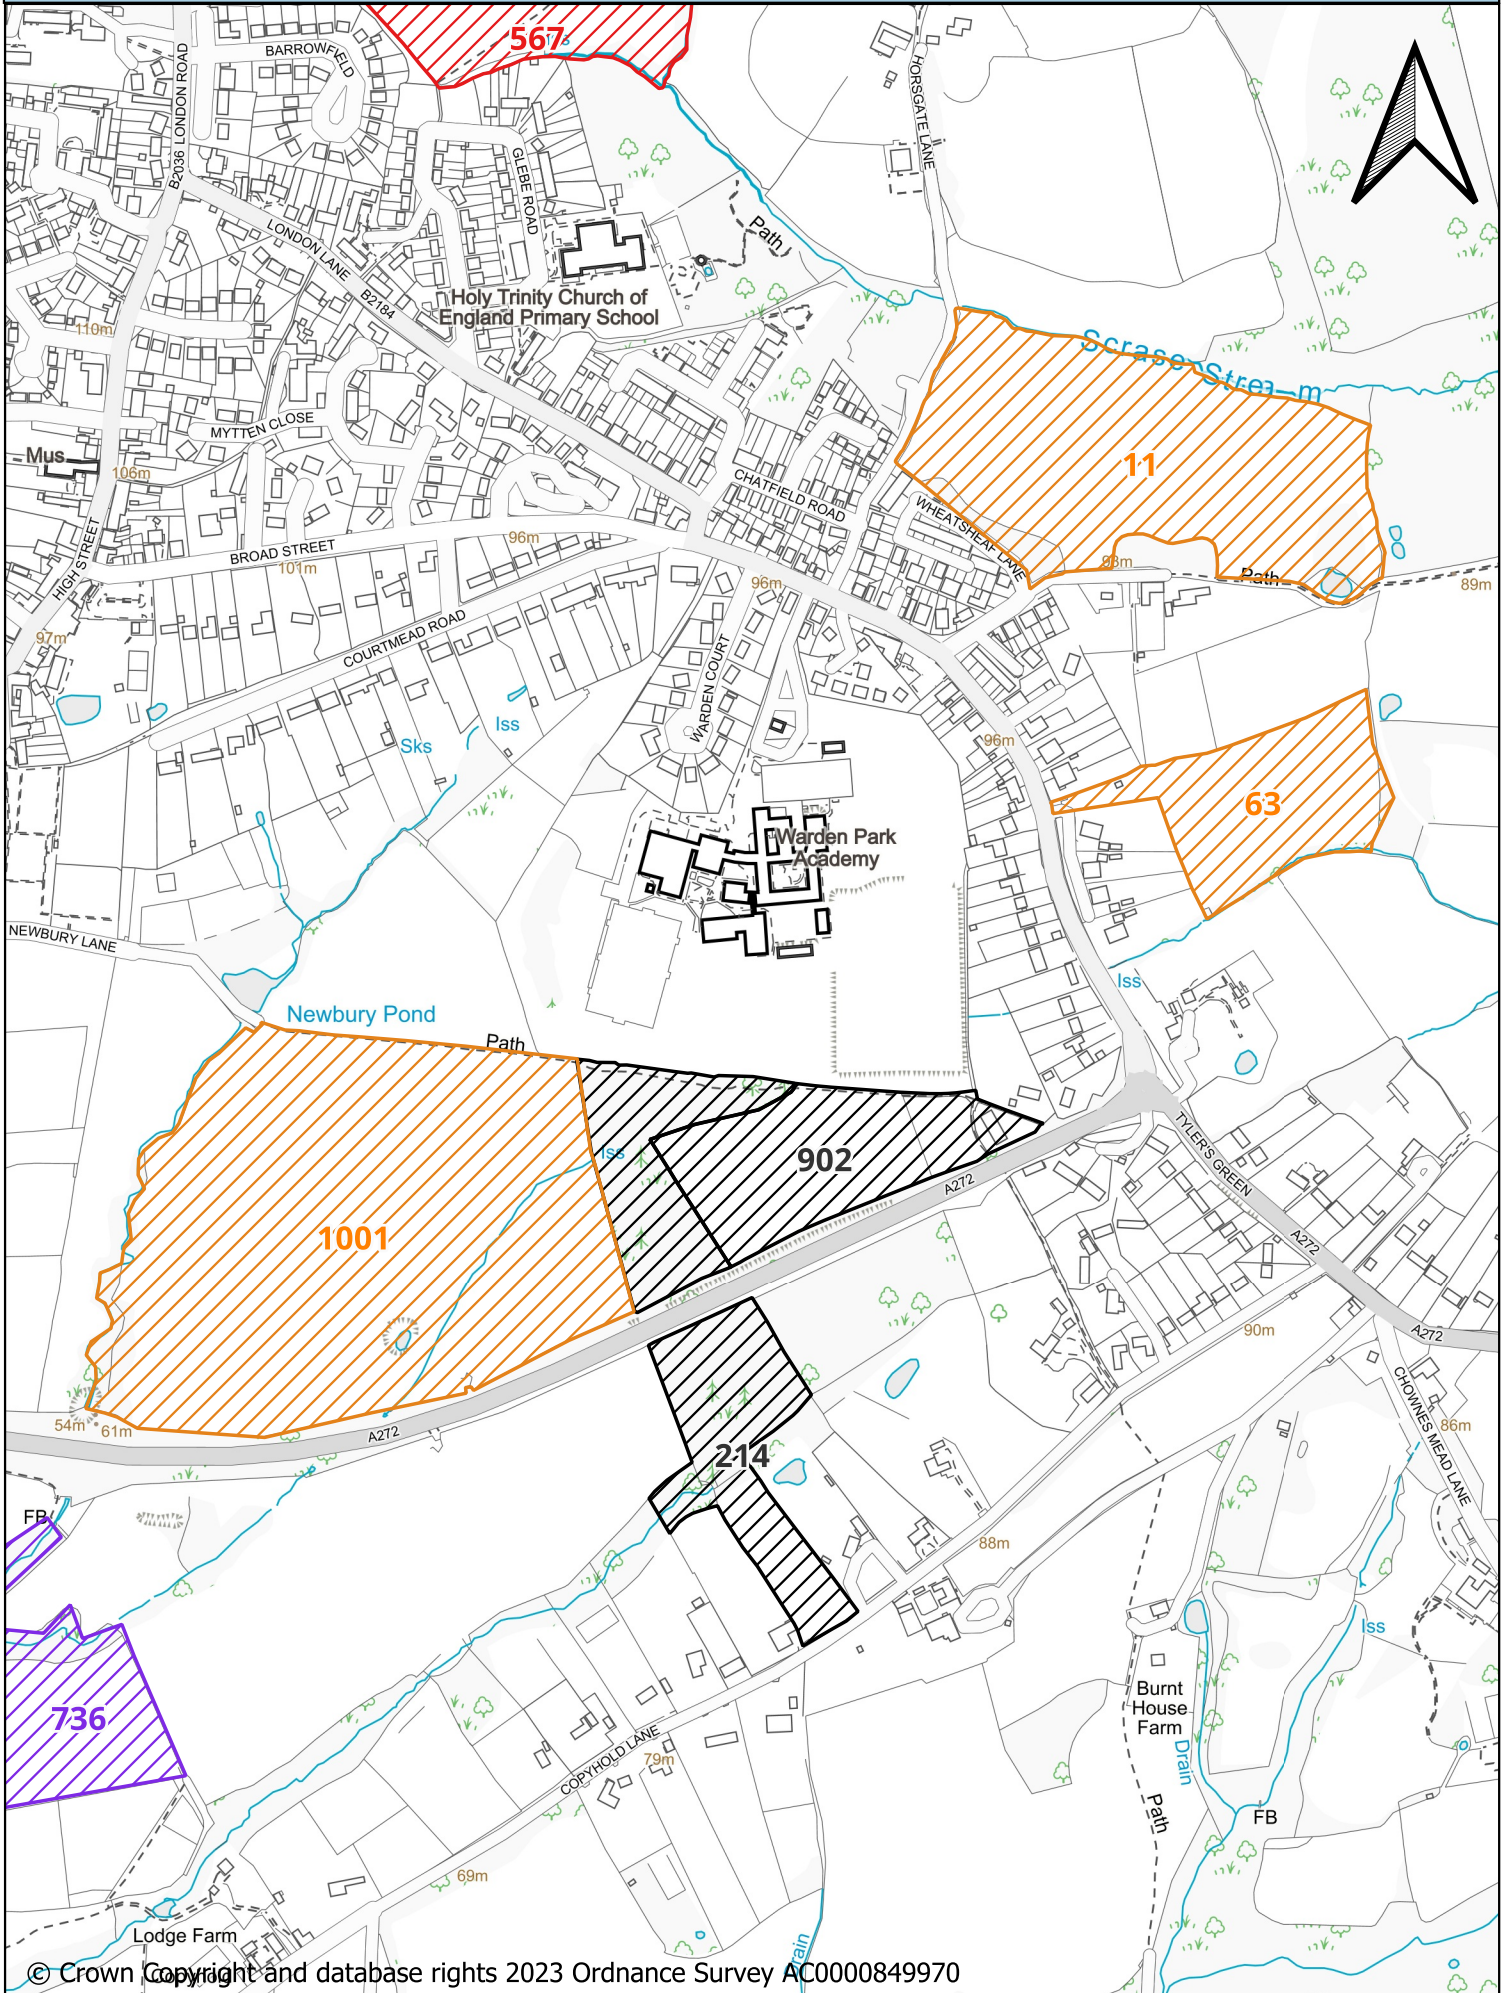 567
Iss
BARROWFIELD
B2036 LONDON ROAD
HORSGATE LANE
GLEBE ROAD
Path
LONDON LANE
B2184
Holy Trinity Church of
England Primary School
110m
Scrase Stream
MYTTEN CLOSE
Mus
106m
11
CHATFIELD ROAD
WHEATSHEAF LANE
HIGH STREET
BROAD STREET
96m
101m
93m
Path
96m
89m
97m
COURTMEAD ROAD
WARDEN COURT
Iss
Sks
96m
63
Warden Park
Academy
NEWBURY LANE
Iss
Newbury Pond
Path
Iss
902
A272
TYLER'S GREEN
1001
A272
90m
A272
CHOWNES MEAD LANE
54m
61m
A272
86m
214
FB
88m
Iss
736
Burnt
House
Farm
COPYHOLD LANE
79m
Drain
Path
FB
69m
Lodge Farm
Copyhold
Drain
© Crown Copyright and database rights 2023 Ordnance Survey AC0000849970